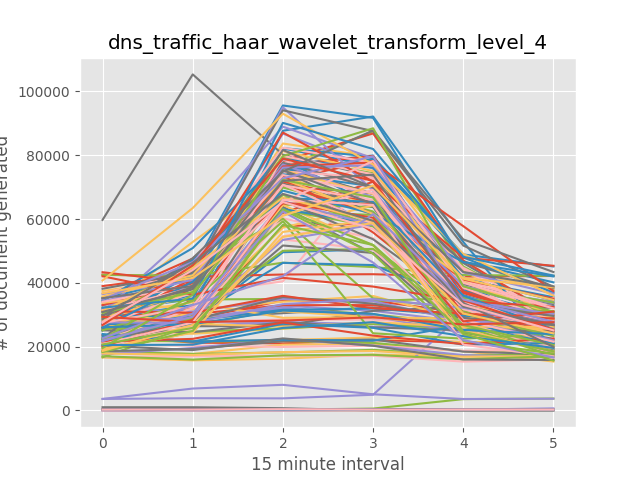 dns_traffic_haar_wavelet_transform_level_4
# of document generated
100000
80000
60000
40000
20000
0
0 1 2 3 4 5
15 minute interval